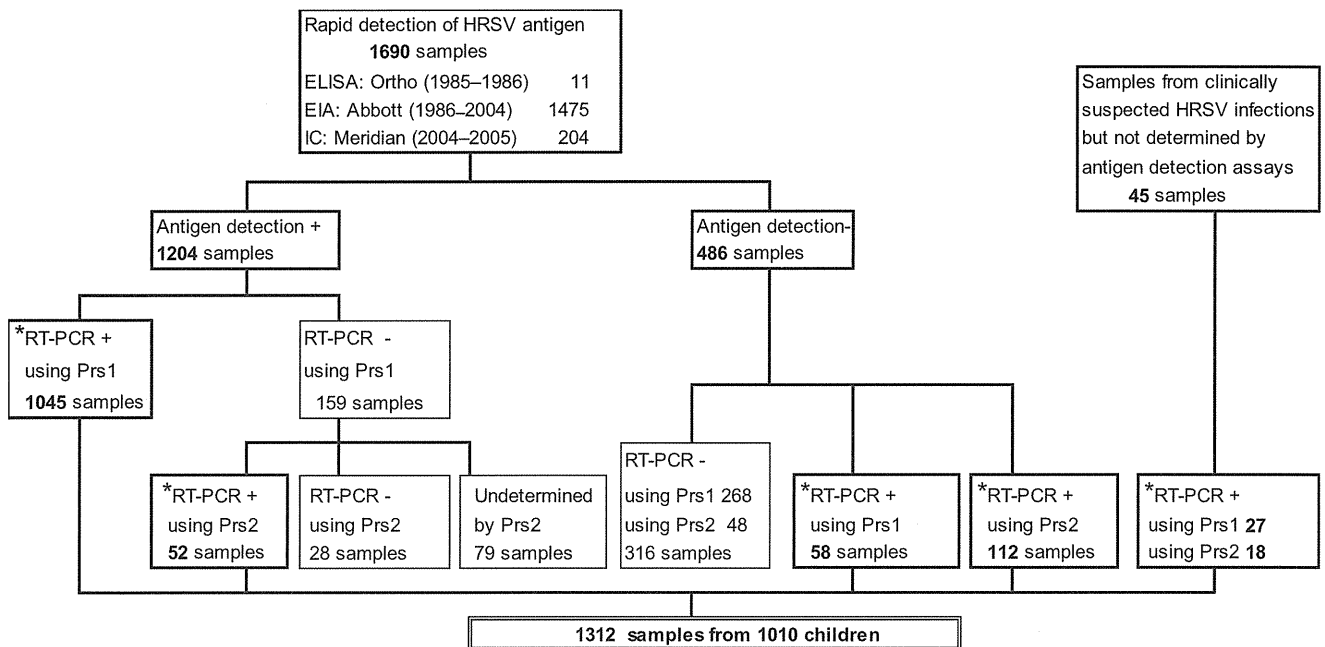 Rapid detection of HRSV antigen
1690 samples
ELISA: Ortho (1985–1986) 11
EIA: Abbott (1986–2004) 1475
IC: Meridian (2004–2005) 204
Samples from clinically
suspected HRSV infections
but not determined by
antigen detection assays
45 samples
Antigen detection +
1204 samples
Antigen detection-
486 samples
*RT-PCR +
using Prs1
1045 samples
RT-PCR -
using Prs1
159 samples
*RT-PCR +
using Prs2
52 samples
RT-PCR -
using Prs2
28 samples
Undetermined
by Prs2
79 samples
RT-PCR -
using Prs1 268
using Prs2 48
316 samples
*RT-PCR +
using Prs1
58 samples
*RT-PCR +
using Prs2
112 samples
*RT-PCR +
using Prs1 27
using Prs2 18
1312 samples from 1010 children